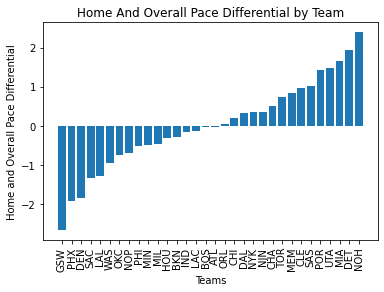 Home And Overall Pace Differential by Team
Home and Overall Pace Differential
2
1
0
−1
−2
GSW
PHX
DEN
SAC
LAL
WAS
OKC
NOP
PHI
MIN
MIL
HOU
BKN
IND
LAC
BOS
ATL
ORL
CHI
DAL
NYK
NJN
CHA
TOR
MEM
CLE
SAS
POR
UTA
MIA
DET
NOH
Teams